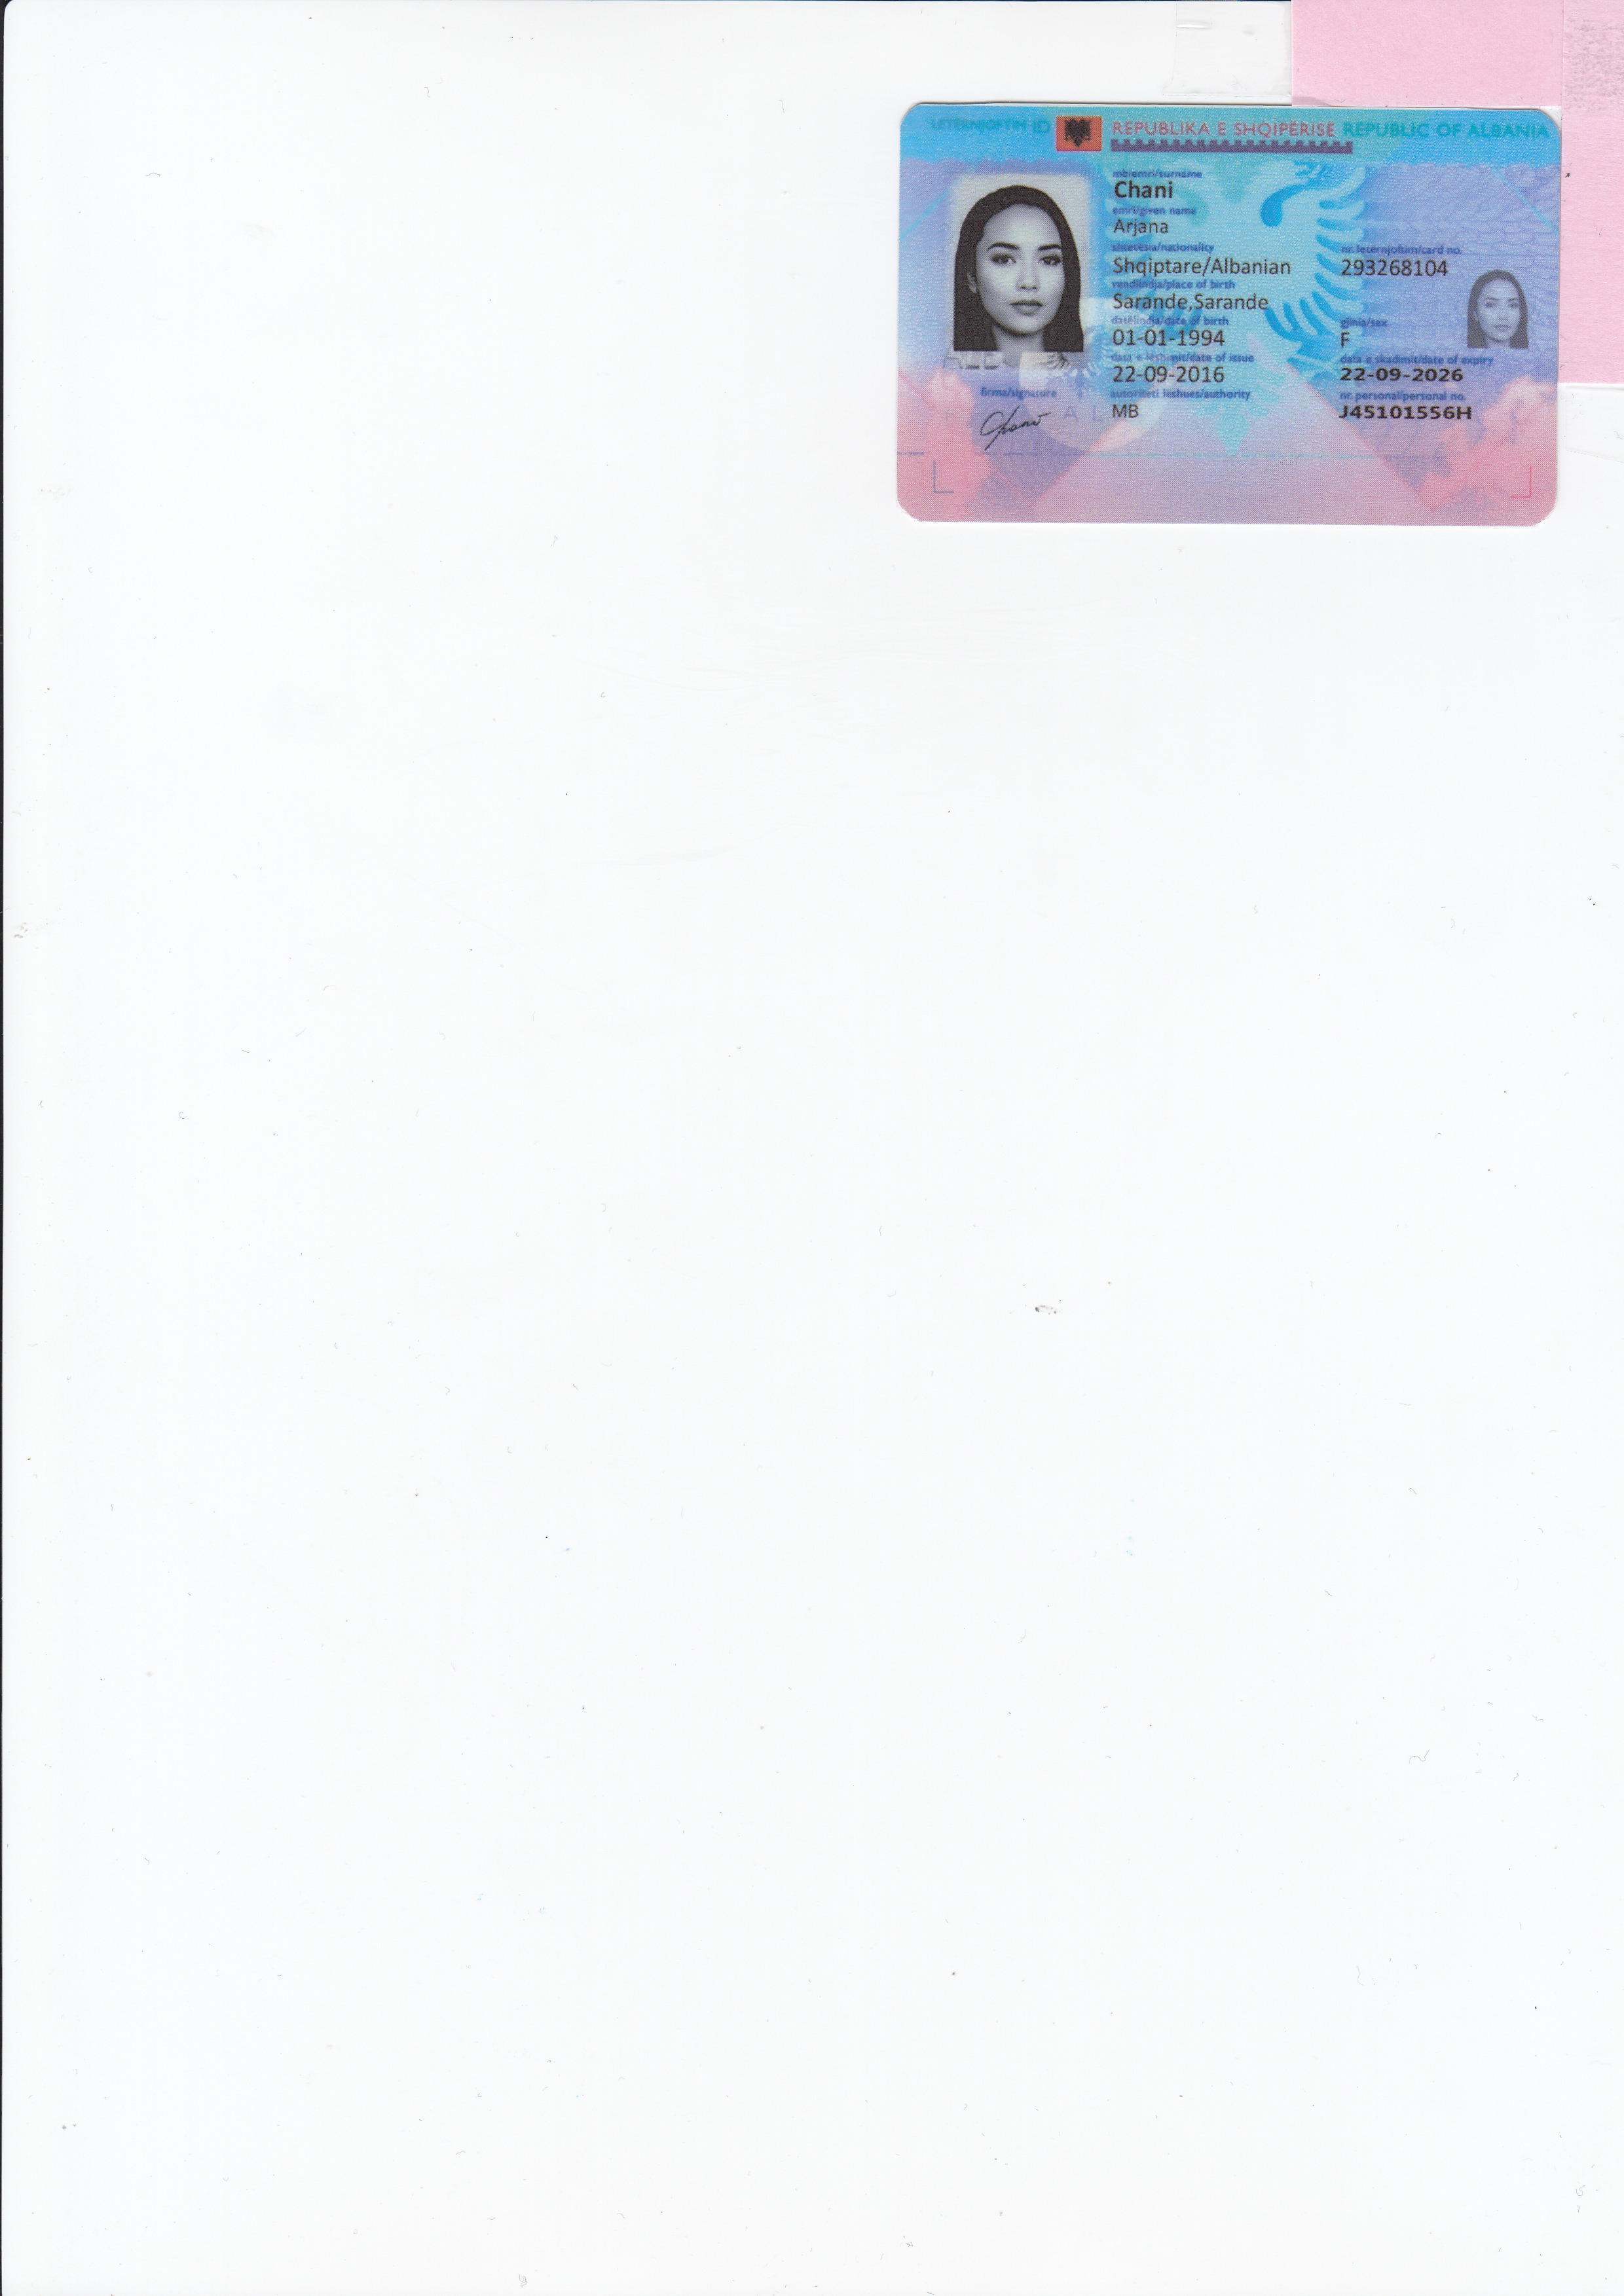 LETËRNJOFTIM ID REPUBLIKA E SHQIPËRISË REPUBLIC OF ALBANIA
mbiemri/surname
Chani
emri/given name
Arjana
shtetësia/nationality
Shqiptare/Albanian
nr. leternjoftim/card no.
293268104
vendlindja/place of birth
Sarande,Sarande
datëlindja/date of birth
01-01-1994
gjinia/sex
F
data e lëshimit/date of issue
22-09-2016
data e skadimit/date of expiry
22-09-2026
firma/signature
Chani
autoriteti lëshues/authority
MB
nr. personal/personal no.
J45101556H